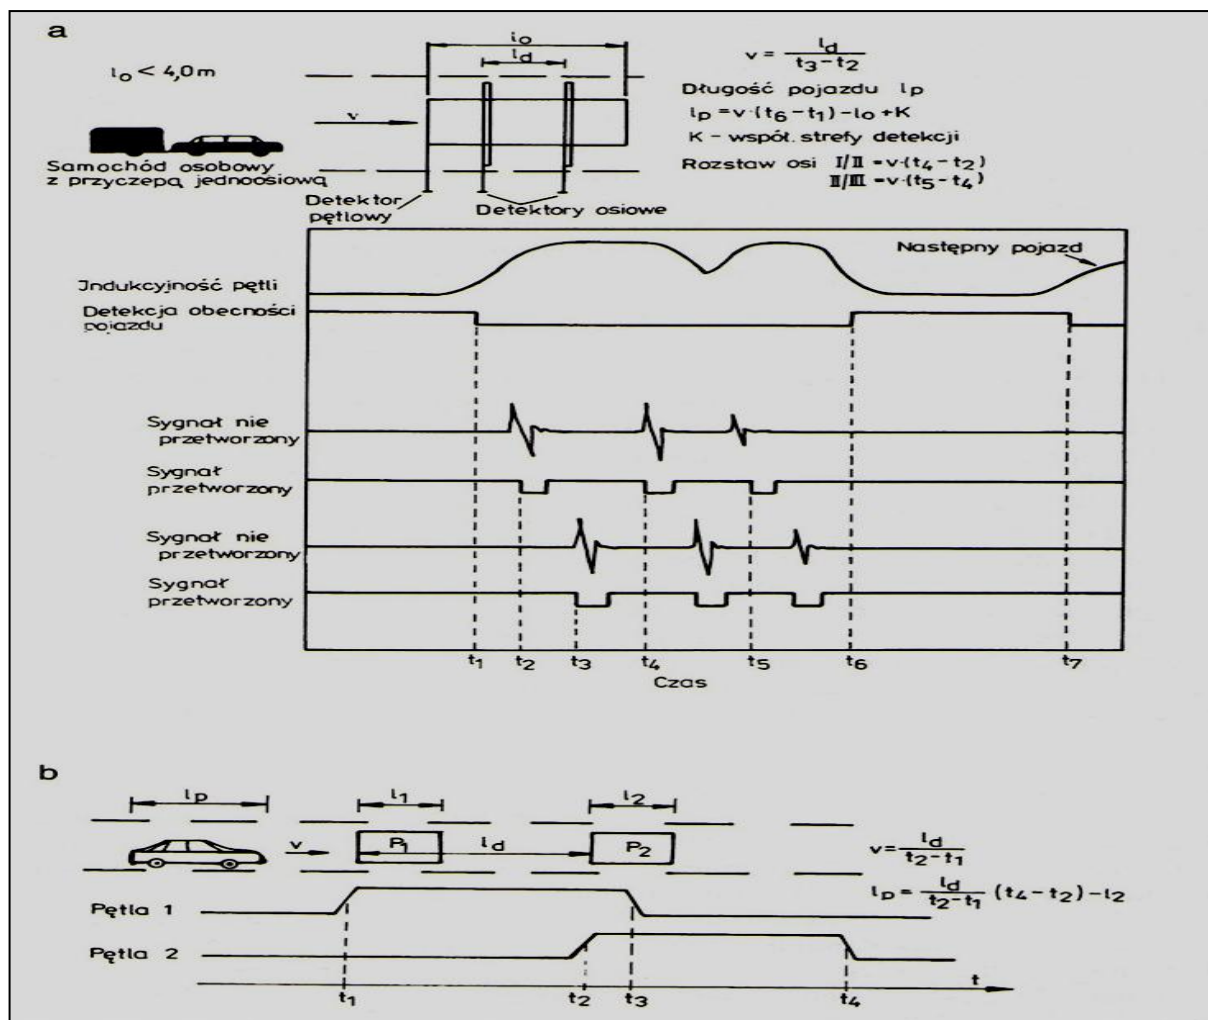 a
l₀ < 4,0 m
l₀
l_d
v
v = l_d / (t₃-t₂)
Długość pojazdu l_p
l_p = v·(t₆-t₁)-l₀+K
K - współ. strefy detekcji
Rozstaw osi I/II = v·(t₄-t₂)
II/III = v·(t₅-t₄)
Samochód osobowy
z przyczepą jednoosiową
Detektor
pętlowy
Detektory osiowe
Następny pojazd
Jndukcyjność pętli
Detekcja obecności
pojazdu
Sygnał nie
przetworzony
Sygnał
przetworzony
Sygnał nie
przetworzony
Sygnał
przetworzony
t₁ t₂ t₃ t₄ t₅ t₆ t₇
Czas
b
l_p l₁ l₂
v P₁ l_d P₂
v = l_d / (t₂-t₁)
l_p = l_d / (t₂-t₁) (t₄-t₂)-l₂
Pętla 1
Pętla 2
t
t₁ t₂ t₃ t₄